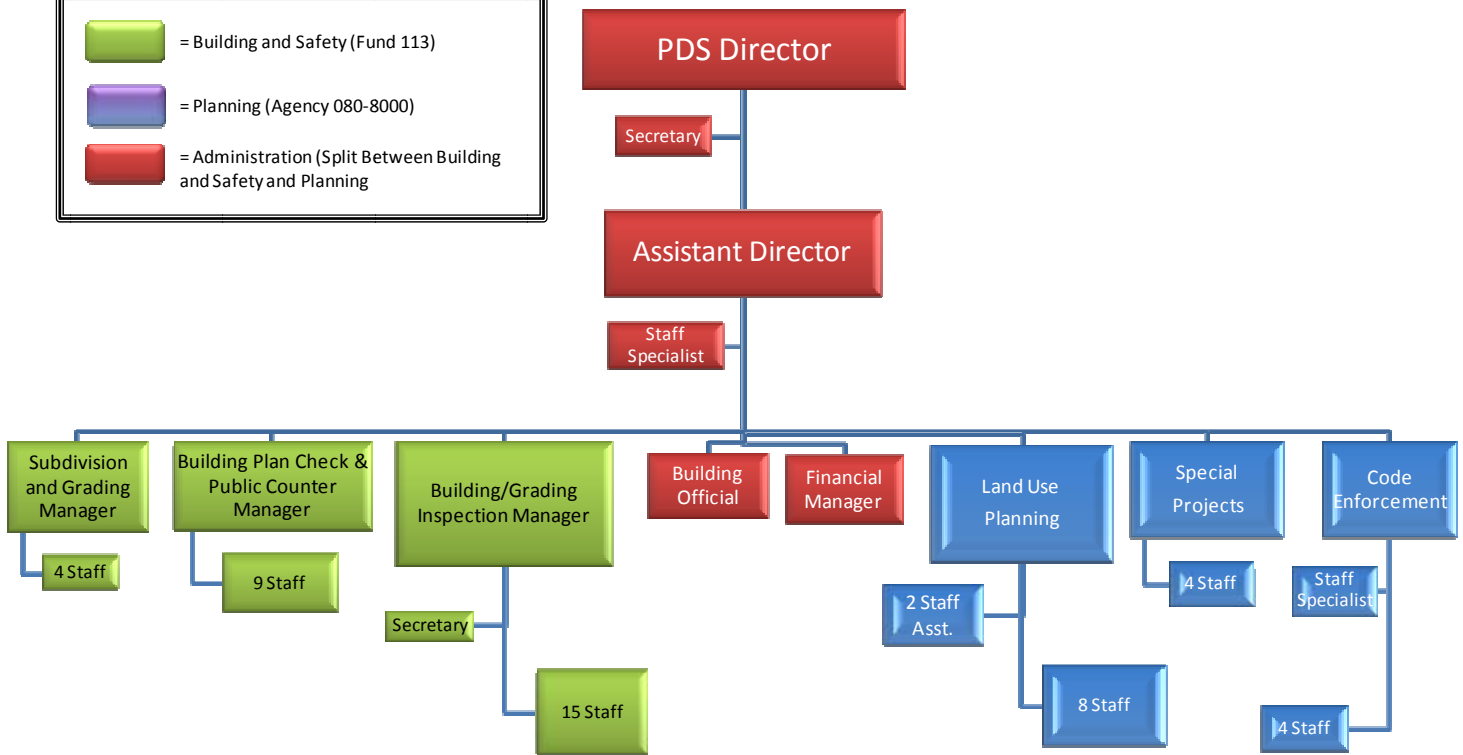 = Building and Safety (Fund 113)
= Planning (Agency 080-8000)
= Administration (Split Between Building
and Safety and Planning
PDS Director
Secretary
Assistant Director
Staff
Specialist
Subdivision
and Grading
Manager
4 Staff
Building Plan Check &
Public Counter
Manager
9 Staff
Building/Grading
Inspection Manager
Secretary
15 Staff
Building
Official
Financial
Manager
Land Use
Planning
2 Staff
Asst.
8 Staff
Special
Projects
4 Staff
Code
Enforcement
Staff
Specialist
4 Staff